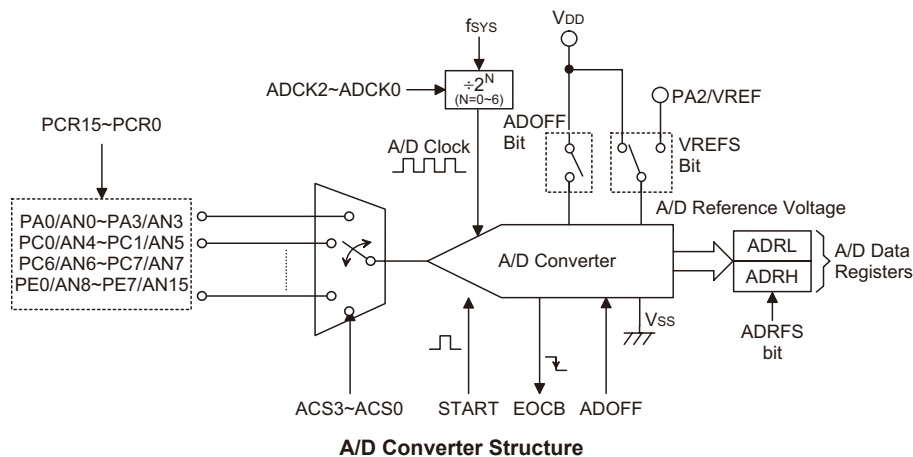 fSYS
VDD
ADCK2~ADCK0
÷2N
(N=0~6)
PA2/VREF
PCR15~PCR0
ADOFF
Bit
VREFS
Bit
A/D Clock
A/D Reference Voltage
PA0/AN0~PA3/AN3
PC0/AN4~PC1/AN5
PC6/AN6~PC7/AN7
PE0/AN8~PE7/AN15
A/D Converter
ADRL
ADRH
A/D Data
Registers
VSS
ADRFS
bit
ACS3~ACS0
START
EOCB
ADOFF
A/D Converter Structure